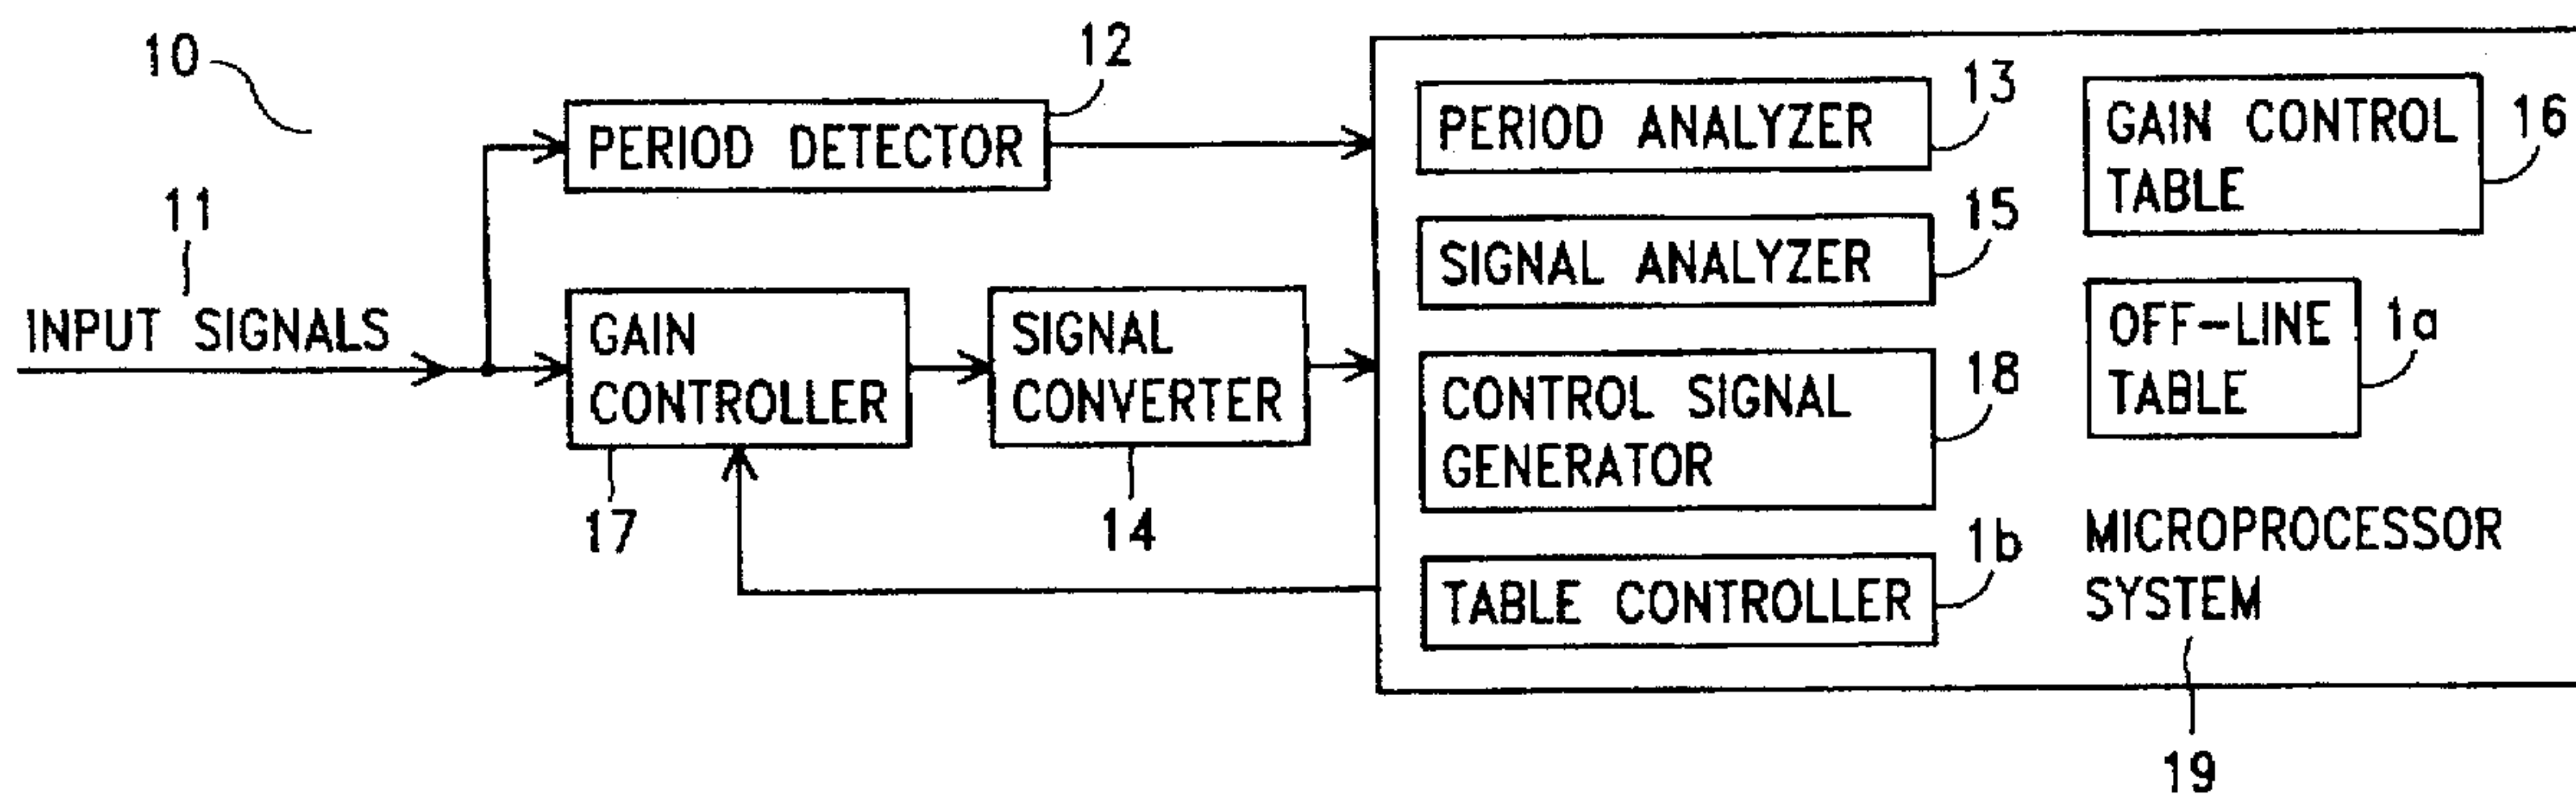 10
11
INPUT SIGNALS
12
PERIOD DETECTOR
GAIN
CONTROLLER
17
SIGNAL
CONVERTER
14
PERIOD ANALYZER
13
SIGNAL ANALYZER
15
CONTROL SIGNAL
GENERATOR
18
TABLE CONTROLLER
1b
GAIN CONTROL
TABLE
16
OFF-LINE
TABLE
1a
MICROPROCESSOR
SYSTEM
19